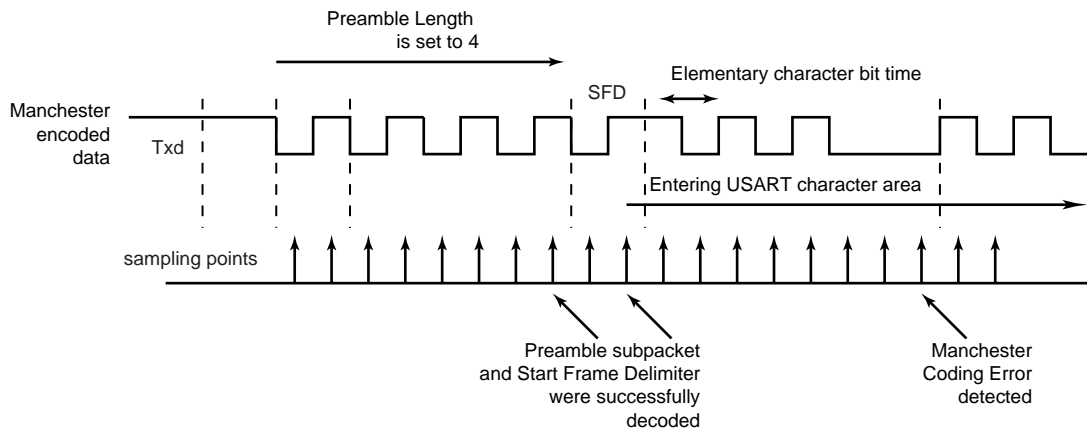 Preamble Length
is set to 4
Elementary character bit time
SFD
Manchester
encoded
data
Txd
Entering USART character area
sampling points
Preamble subpacket
and Start Frame Delimiter
were successfully
decoded
Manchester
Coding Error
detected